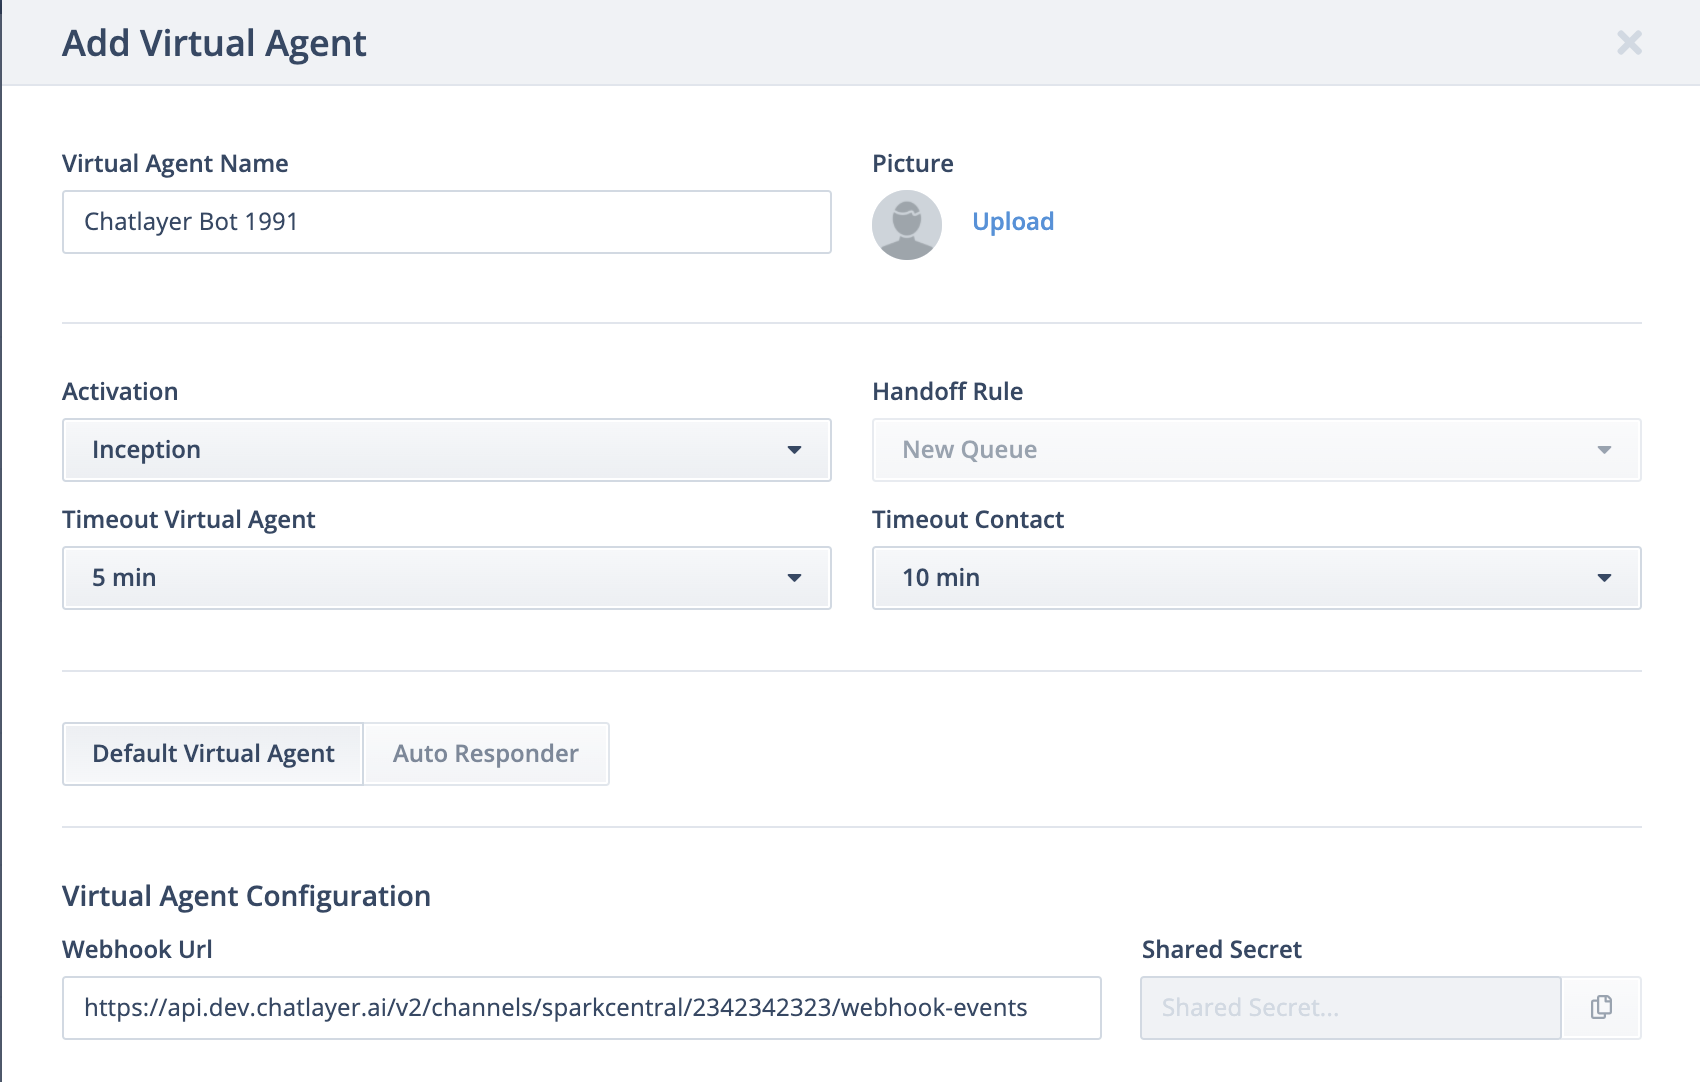 Add Virtual Agent
Virtual Agent Name
Picture
Chatlayer Bot 1991
Upload
Activation
Handoff Rule
Inception
New Queue
Timeout Virtual Agent
Timeout Contact
5 min
10 min
Default Virtual Agent
Auto Responder
Virtual Agent Configuration
Webhook Url
Shared Secret
https://api.dev.chatlayer.ai/v2/channels/sparkcentral/2342342323/webhook-events
Shared Secret...